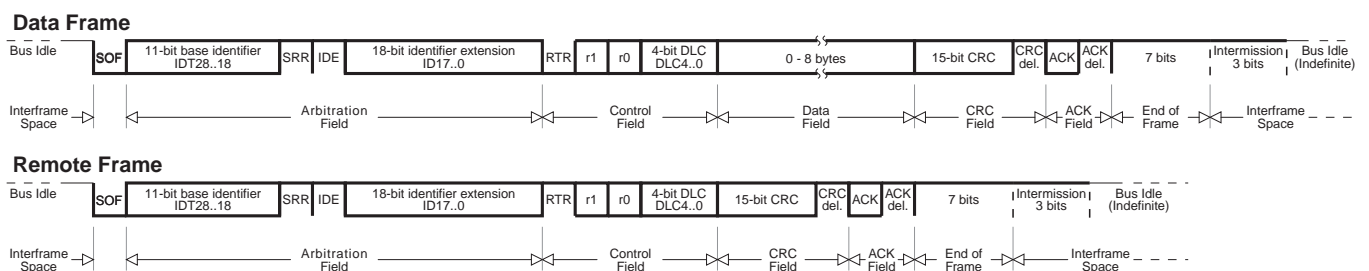 Data Frame
Bus Idle SOF 11-bit base identifier IDT28..18 SRR IDE 18-bit identifier extension ID17..0 RTR r1 r0 4-bit DLC DLC4..0 0 - 8 bytes 15-bit CRC CRC del. ACK ACK del. 7 bits Intermission 3 bits Bus Idle (Indefinite)
Interframe Space Arbitration Field Control Field Data Field CRC Field ACK Field End of Frame Interframe Space
Remote Frame
Bus Idle SOF 11-bit base identifier IDT28..18 SRR IDE 18-bit identifier extension ID17..0 RTR r1 r0 4-bit DLC DLC4..0 15-bit CRC CRC del. ACK ACK del. 7 bits Intermission 3 bits Bus Idle (Indefinite)
Interframe Space Arbitration Field Control Field CRC Field ACK Field End of Frame Interframe Space